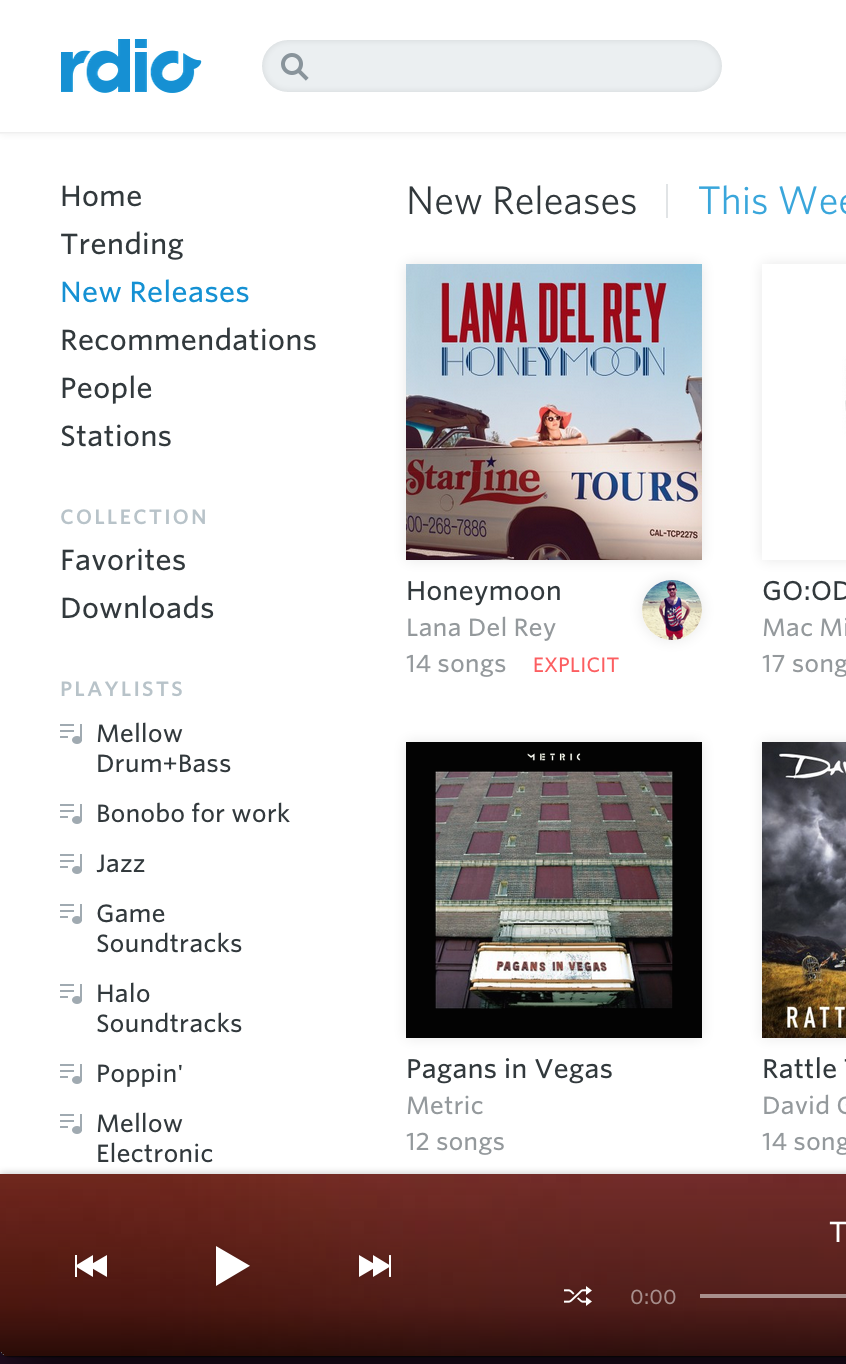 rdio
Home
Trending
New Releases
Recommendations
People
Stations
COLLECTION
Favorites
Downloads
PLAYLISTS
Mellow
Drum+Bass
Bonobo for work
Jazz
Game
Soundtracks
Halo
Soundtracks
Poppin'
Mellow
Electronic
New Releases
This Wee
LANA DEL REY
HONEYMOON
StarLine TOURS
00-268-7886
CAL-TCP227S
Honeymoon
Lana Del Rey
14 songs EXPLICIT
GO:OD
Mac Mi
17 song
METRIC
PAGANS IN VEGAS
Pagans in Vegas
Metric
12 songs
DAV
RATT
Rattle
David G
14 song
T
0:00